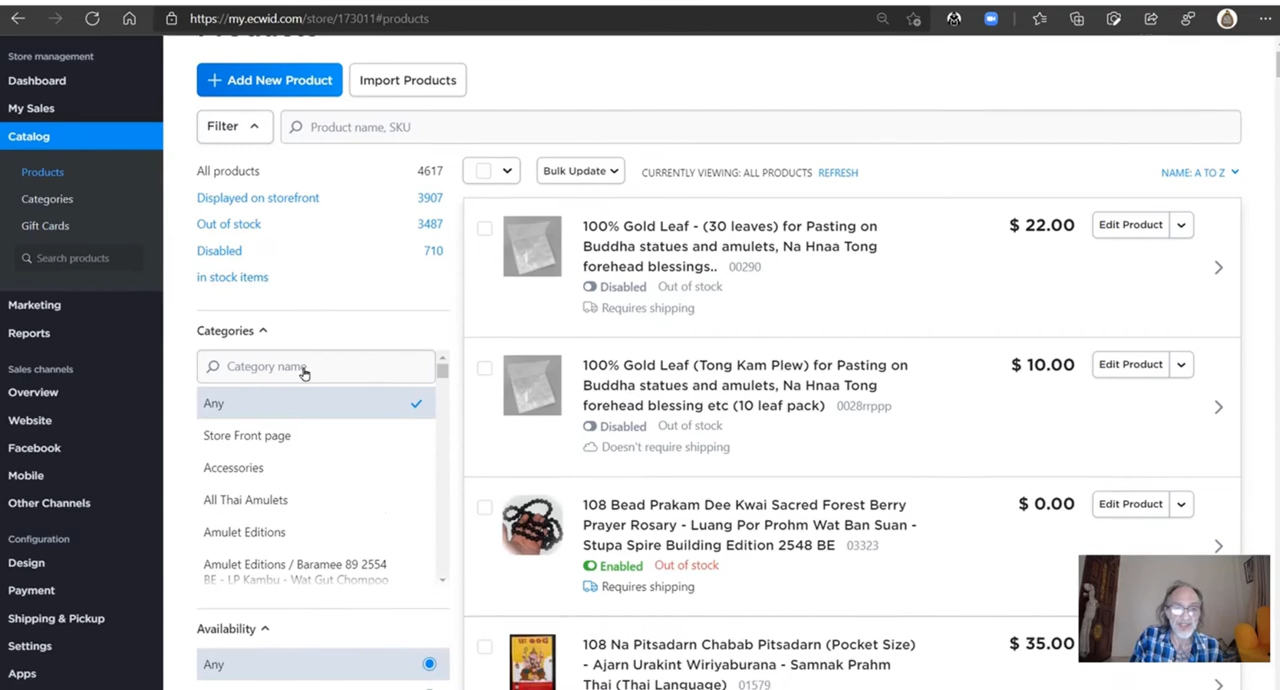 https://my.ecwid.com/store/173011#products
Products
Store management
Dashboard
My Sales
Catalog
Products
Categories
Gift Cards
Search products
Marketing
Reports
Sales channels
Overview
Website
Facebook
Mobile
Other Channels
Configuration
Design
Payment
Shipping & Pickup
Settings
Apps
+ Add New Product
Import Products
Filter
Product name, SKU
All products 4617
Displayed on storefront 3907
Out of stock 3487
Disabled 710
in stock items
Categories
Category name
Any
Store Front page
Accessories
All Thai Amulets
Amulet Editions
Amulet Editions / Baramee 89 2554
BE - LP Kambu - Wat Gut Chompoo
Availability
Any
Bulk Update
CURRENTLY VIEWING: ALL PRODUCTS REFRESH
NAME: A TO Z
100% Gold Leaf - (30 leaves) for Pasting on
Buddha statues and amulets, Na Hnaa Tong
forehead blessings.. 00290
Disabled Out of stock
Requires shipping
$ 22.00
Edit Product
100% Gold Leaf (Tong Kam Plew) for Pasting on
Buddha statues and amulets, Na Hnaa Tong
forehead blessing etc (10 leaf pack) 0028rrppp
Disabled Out of stock
Doesn't require shipping
$ 10.00
Edit Product
108 Bead Prakam Dee Kwai Sacred Forest Berry
Prayer Rosary - Luang Por Prohm Wat Ban Suan -
Stupa Spire Building Edition 2548 BE 03323
Enabled Out of stock
Requires shipping
$ 0.00
Edit Product
108 Na Pitsadarn Chabab Pitsadarn (Pocket Size)
- Ajarn Urakint Wiriyaburana - Samnak Prahm
Thai (Thai Language) 01579
$ 35.00